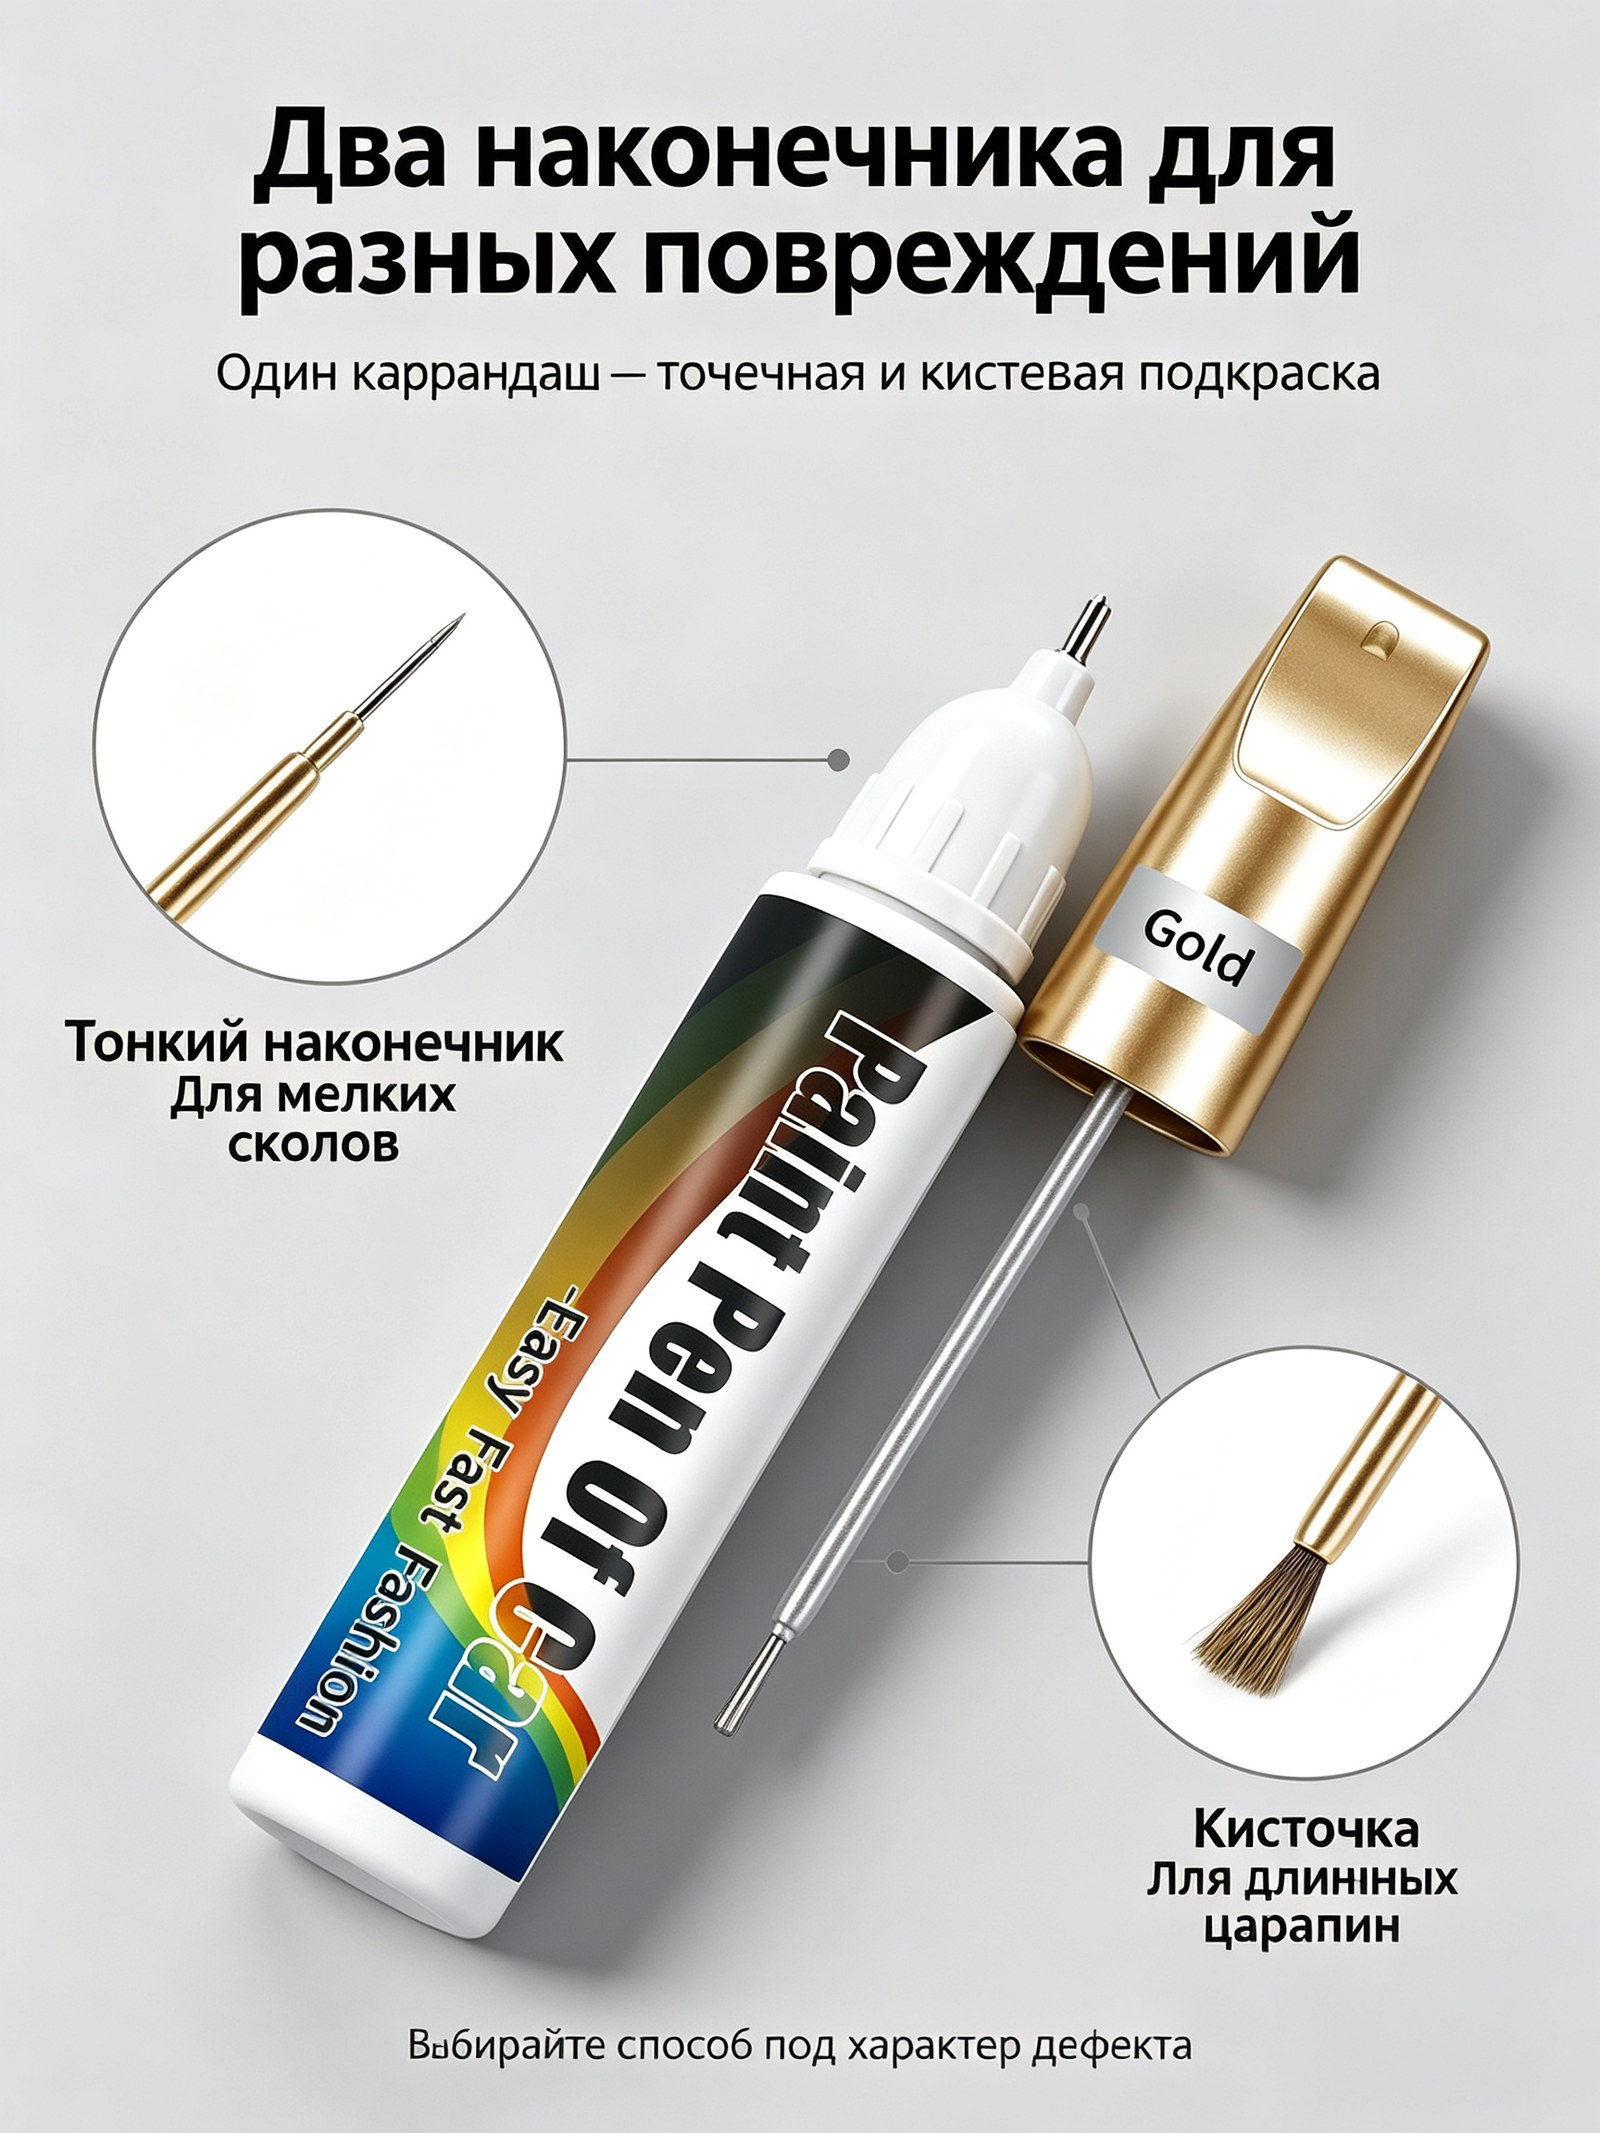 Два наконечника для
разных повреждений
Один каррандаш — точечная и кистевая подкраска
Тонкий наконечник
Для мелких
сколов
Gold
Paint Pen Of Car
-Easy Fast Fashion
Кисточка
Лля длинных
царапин
Выбирайте способ под характер дефекта